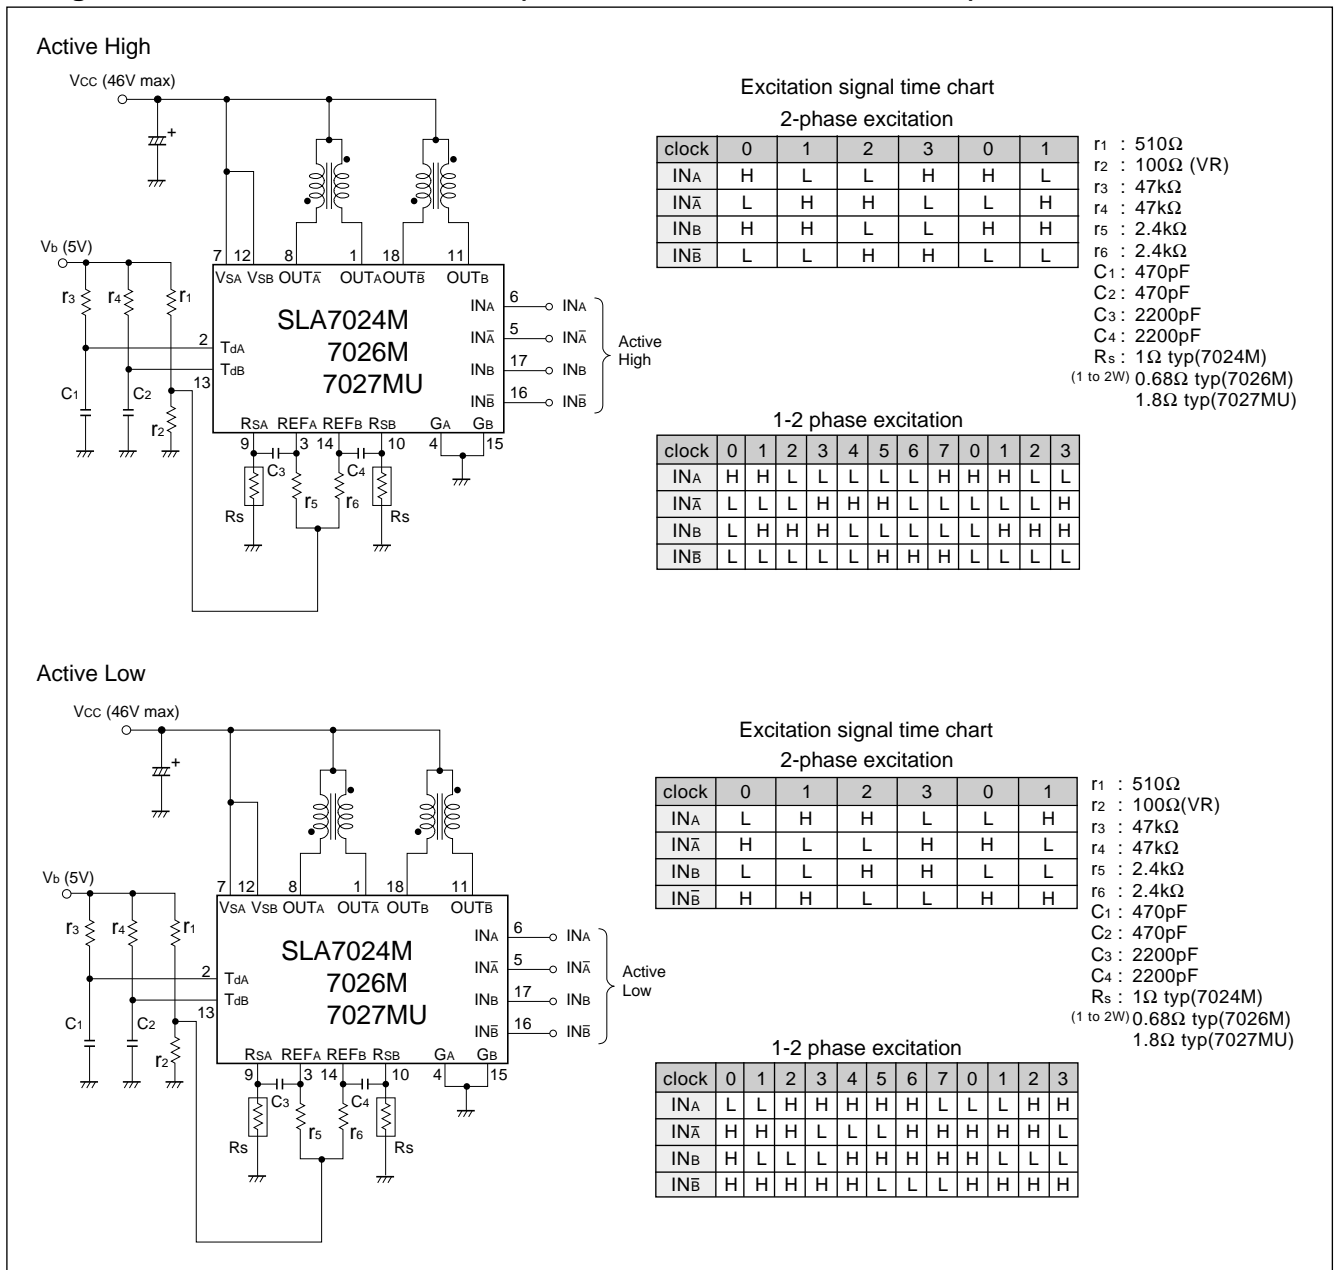 Active High
Vcc (46V max)
+
Vb (5V)
r3
r4
r1
C1
C2
r2
7
12
8
1
18
11
VSA VSB OUTA̅ OUTA OUTB̅ OUTB
SLA7024M
7026M
7027MU
2
TdA
TdB
13
INA
6
INA
INA̅
5
INA̅
INB
17
INB
INB̅
16
INB̅
Active
High
RSA REFA REFB RSB GA GB
9
3
14
10
4
15
C3
C4
r5
r6
Rs
Rs
Excitation signal time chart
2-phase excitation
clock 0 1 2 3 0 1
INA H L L H H L
INA̅ L H H L L H
INB H H L L H H
INB̅ L L H H L L
r1 : 510Ω
r2 : 100Ω (VR)
r3 : 47kΩ
r4 : 47kΩ
r5 : 2.4kΩ
r6 : 2.4kΩ
C1 : 470pF
C2 : 470pF
C3 : 2200pF
C4 : 2200pF
Rs : 1Ω typ(7024M)
(1 to 2W) 0.68Ω typ(7026M)
1.8Ω typ(7027MU)
1-2 phase excitation
clock 0 1 2 3 4 5 6 7 0 1 2 3
INA H H L L L L L H H H L L
INA̅ L L L H H H L L L L L H
INB L H H H L L L L L H H H
INB̅ L L L L L H H H L L L L
Active Low
Vcc (46V max)
+
Vb (5V)
r3
r4
r1
C1
C2
r2
7
12
8
1
18
11
VSA VSB OUTA OUTA̅ OUTB OUTB̅
SLA7024M
7026M
7027MU
2
TdA
TdB
13
INA
6
INA
INA̅
5
INA̅
INB
17
INB
INB̅
16
INB̅
Active
Low
RSA REFA REFB RSB GA GB
9
3
14
10
4
15
C3
C4
r5
r6
Rs
Rs
Excitation signal time chart
2-phase excitation
clock 0 1 2 3 0 1
INA L H H L L H
INA̅ H L L H H L
INB L L H H L L
INB̅ H H L L H H
r1 : 510Ω
r2 : 100Ω(VR)
r3 : 47kΩ
r4 : 47kΩ
r5 : 2.4kΩ
r6 : 2.4kΩ
C1 : 470pF
C2 : 470pF
C3 : 2200pF
C4 : 2200pF
Rs : 1Ω typ(7024M)
(1 to 2W) 0.68Ω typ(7026M)
1.8Ω typ(7027MU)
1-2 phase excitation
clock 0 1 2 3 4 5 6 7 0 1 2 3
INA L L H H H H H L L L H H
INA̅ H H H L L L H H H H H L
INB H L L L H H H H H L L L
INB̅ H H H H H L L L H H H H